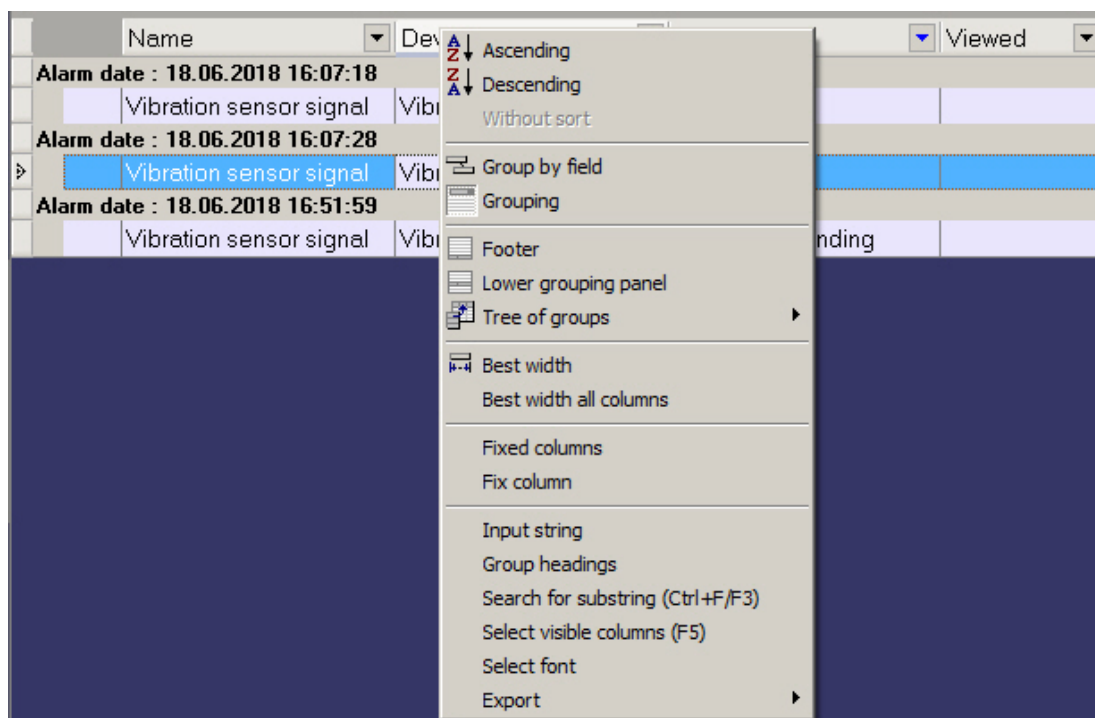 Name Dev Viewed
Alarm date : 18.06.2018 16:07:18
Vibration sensor signal Vib
Alarm date : 18.06.2018 16:07:28
Vibration sensor signal Vib
Alarm date : 18.06.2018 16:51:59
Vibration sensor signal Vib nding
Ascending
Descending
Without sort
Group by field
Grouping
Footer
Lower grouping panel
Tree of groups
Best width
Best width all columns
Fixed columns
Fix column
Input string
Group headings
Search for substring (Ctrl+F/F3)
Select visible columns (F5)
Select font
Export